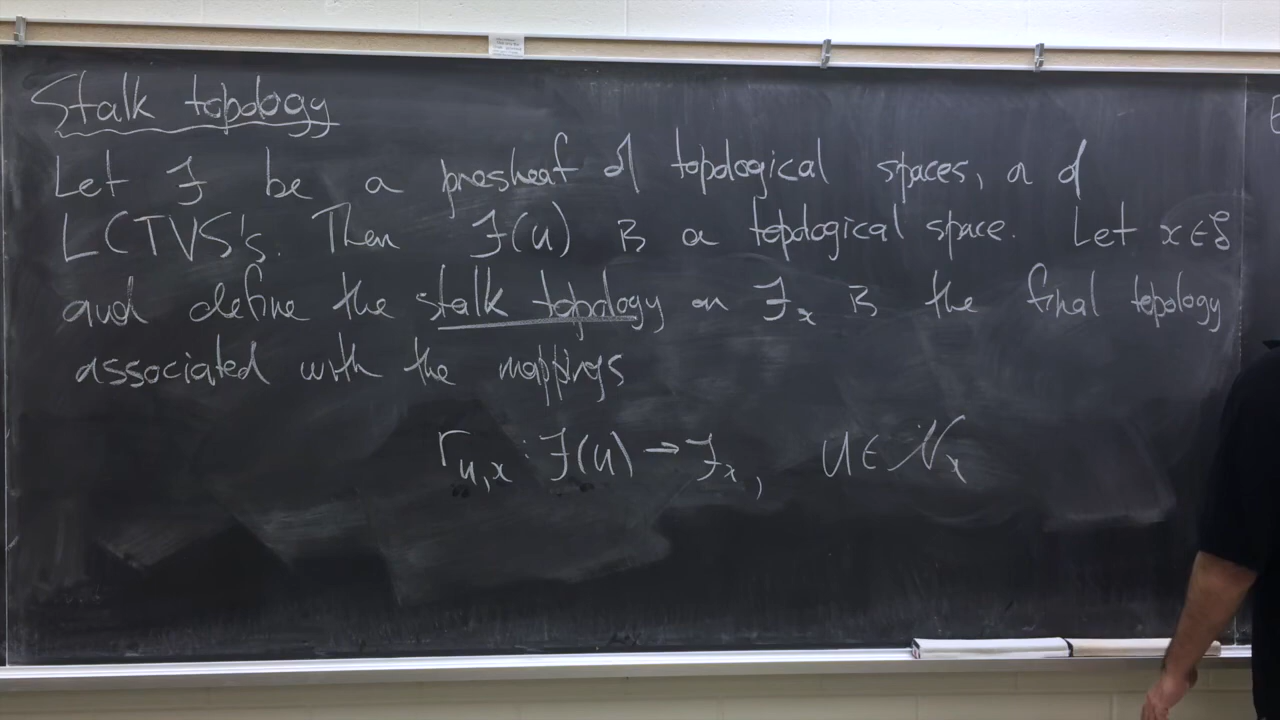 Stalk topology
Let ℱ be a presheaf of topological spaces, or of
LCTVS's. Then ℱ(U) is a topological space. Let x∈S
and define the stalk topology on ℱ_x is the final topology
associated with the mappings
r_{U,x} : ℱ(U) → ℱ_x, U ∈ 𝒩_x